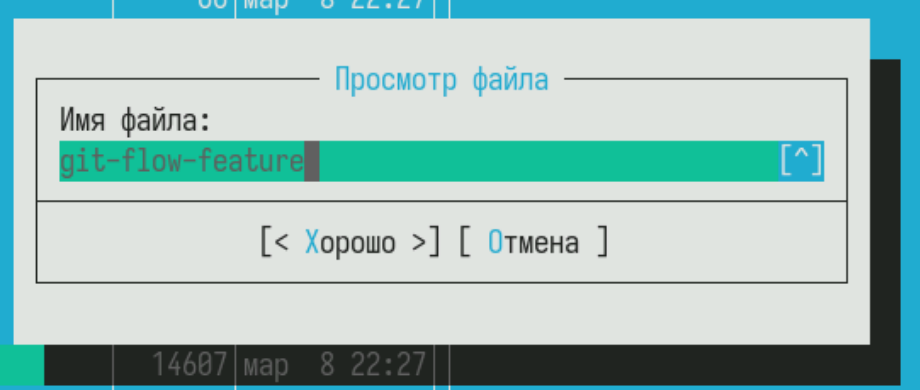 мар 8 22:27
Просмотр файла
Имя файла:
git-flow-feature [^]
[< Хорошо >] [ Отмена ]
14607 мар 8 22:27